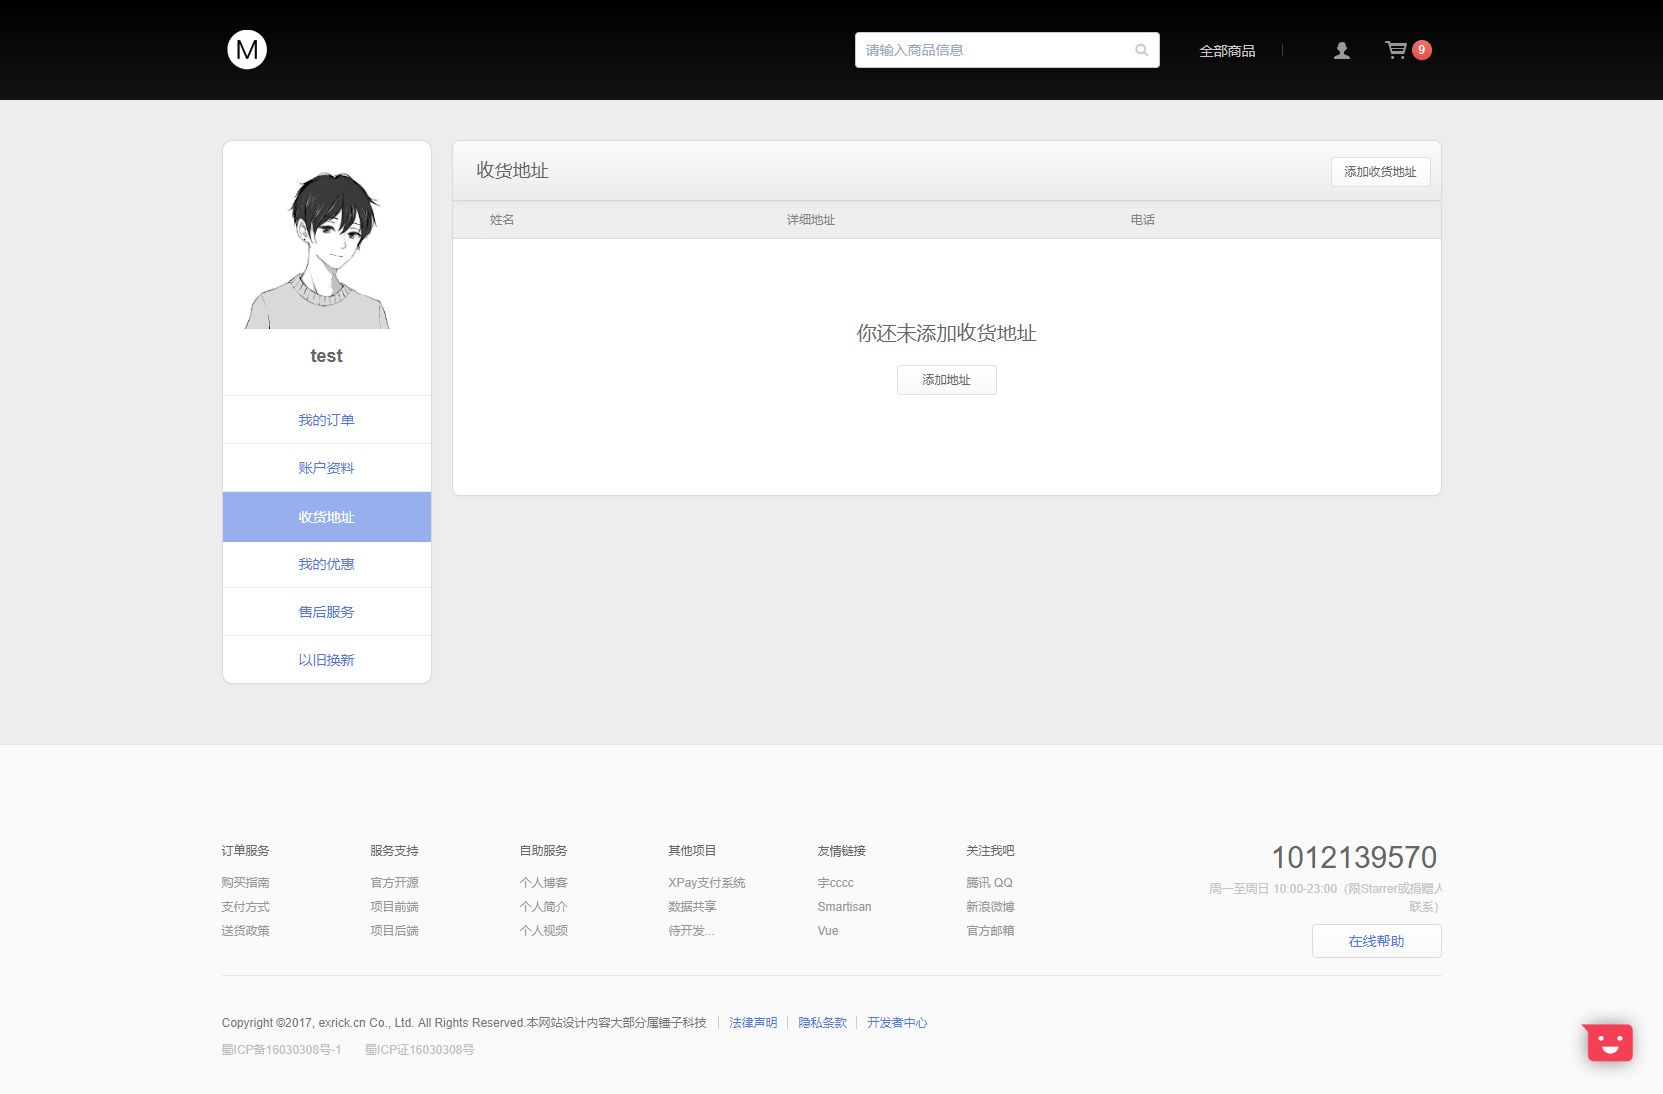 M
请输入商品信息
全部商品
9
test
我的订单
账户资料
收货地址
我的优惠
售后服务
以旧换新
收货地址
添加收货地址
姓名 详细地址 电话
你还未添加收货地址
添加地址
订单服务
购买指南
支付方式
送货政策
服务支持
官方开源
项目前端
项目后端
自助服务
个人博客
个人简介
个人视频
其他项目
XPay支付系统
数据共享
待开发...
友情链接
宇cccc
Smartisan
Vue
关注我吧
腾讯 QQ
新浪微博
官方邮箱
1012139570
周一至周日 10:00-23:00（限Starrer或捐赠人
联系）
在线帮助
Copyright ©2017, exrick.cn Co., Ltd. All Rights Reserved.本网站设计内容大部分属锤子科技 法律声明 隐私条款 开发者中心
蜀ICP备16030308号-1 蜀ICP证16030308号